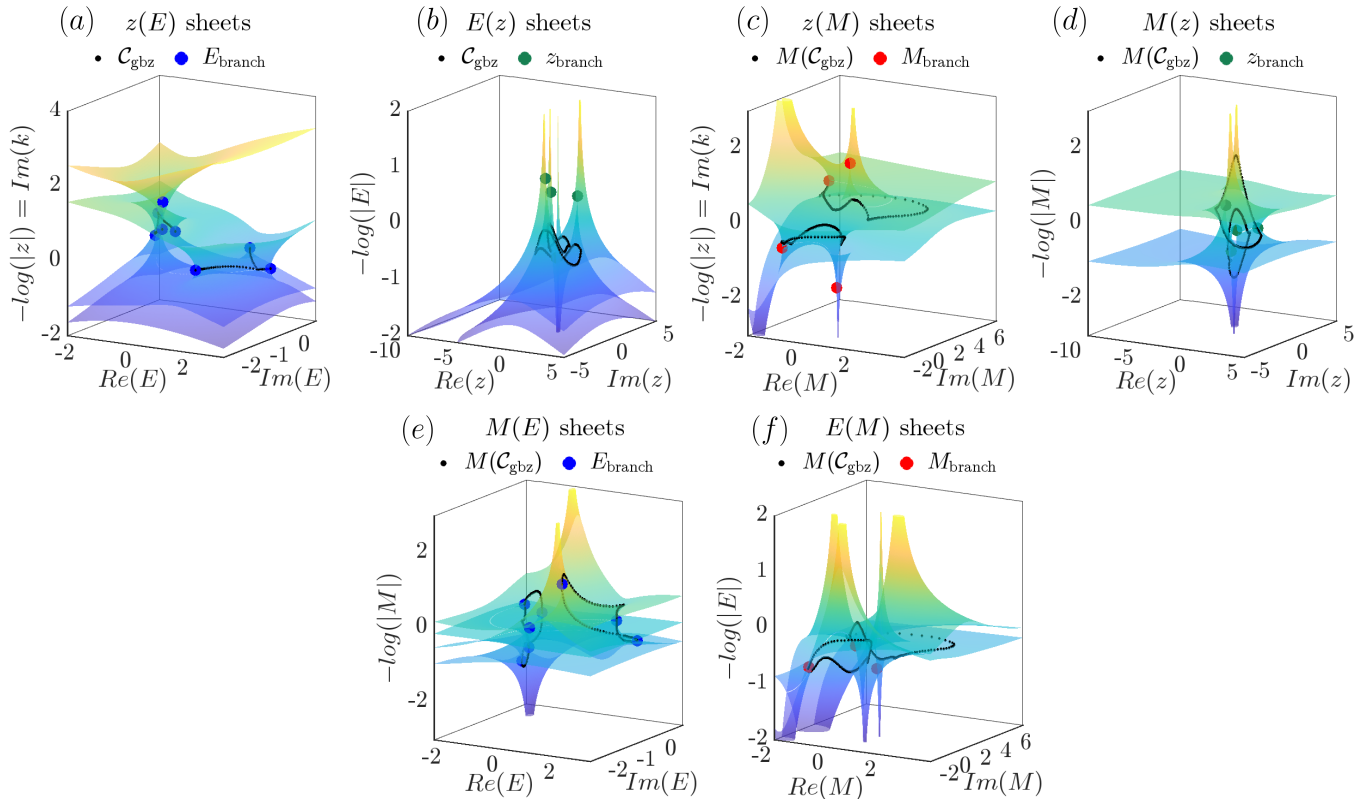 (a) z(E) sheets
• C_gbz ● E_branch
4
2
0
-2
−log(|z|) = Im(k)
-2 0 2
Re(E)
-2 -1 0
Im(E)
(b) E(z) sheets
• C_gbz ● z_branch
2
1
0
-1
-2
−log(|E|)
-10 -5 0 5
Re(z)
-5 0 5
Im(z)
(c) z(M) sheets
• M(C_gbz) ● M_branch
2
0
-2
−log(|z|) = Im(k)
-2 0 2
Re(M)
-2 0 2 4 6
Im(M)
(d) M(z) sheets
• M(C_gbz) ● z_branch
2
0
-2
−log(|M|)
-10 -5 0 5
Re(z)
-5 0 5
Im(z)
(e) M(E) sheets
• M(C_gbz) ● E_branch
2
0
-2
−log(|M|)
-2 0 2
Re(E)
-2 -1 0
Im(E)
(f) E(M) sheets
• M(C_gbz) ● M_branch
2
1
0
-1
-2
−log(|E|)
-2 0 2
Re(M)
-2 0 2 4 6
Im(M)